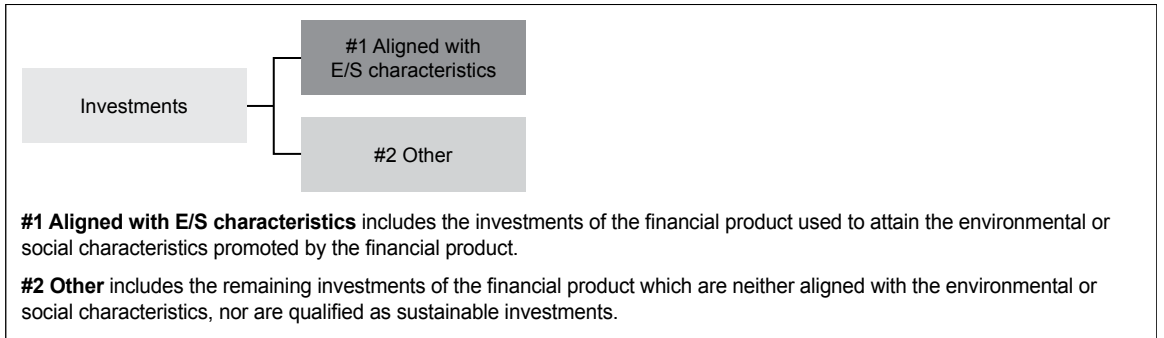 #1 Aligned with
E/S characteristics
Investments
#2 Other
#1 Aligned with E/S characteristics includes the investments of the financial product used to attain the environmental or
social characteristics promoted by the financial product.
#2 Other includes the remaining investments of the financial product which are neither aligned with the environmental or
social characteristics, nor are qualified as sustainable investments.